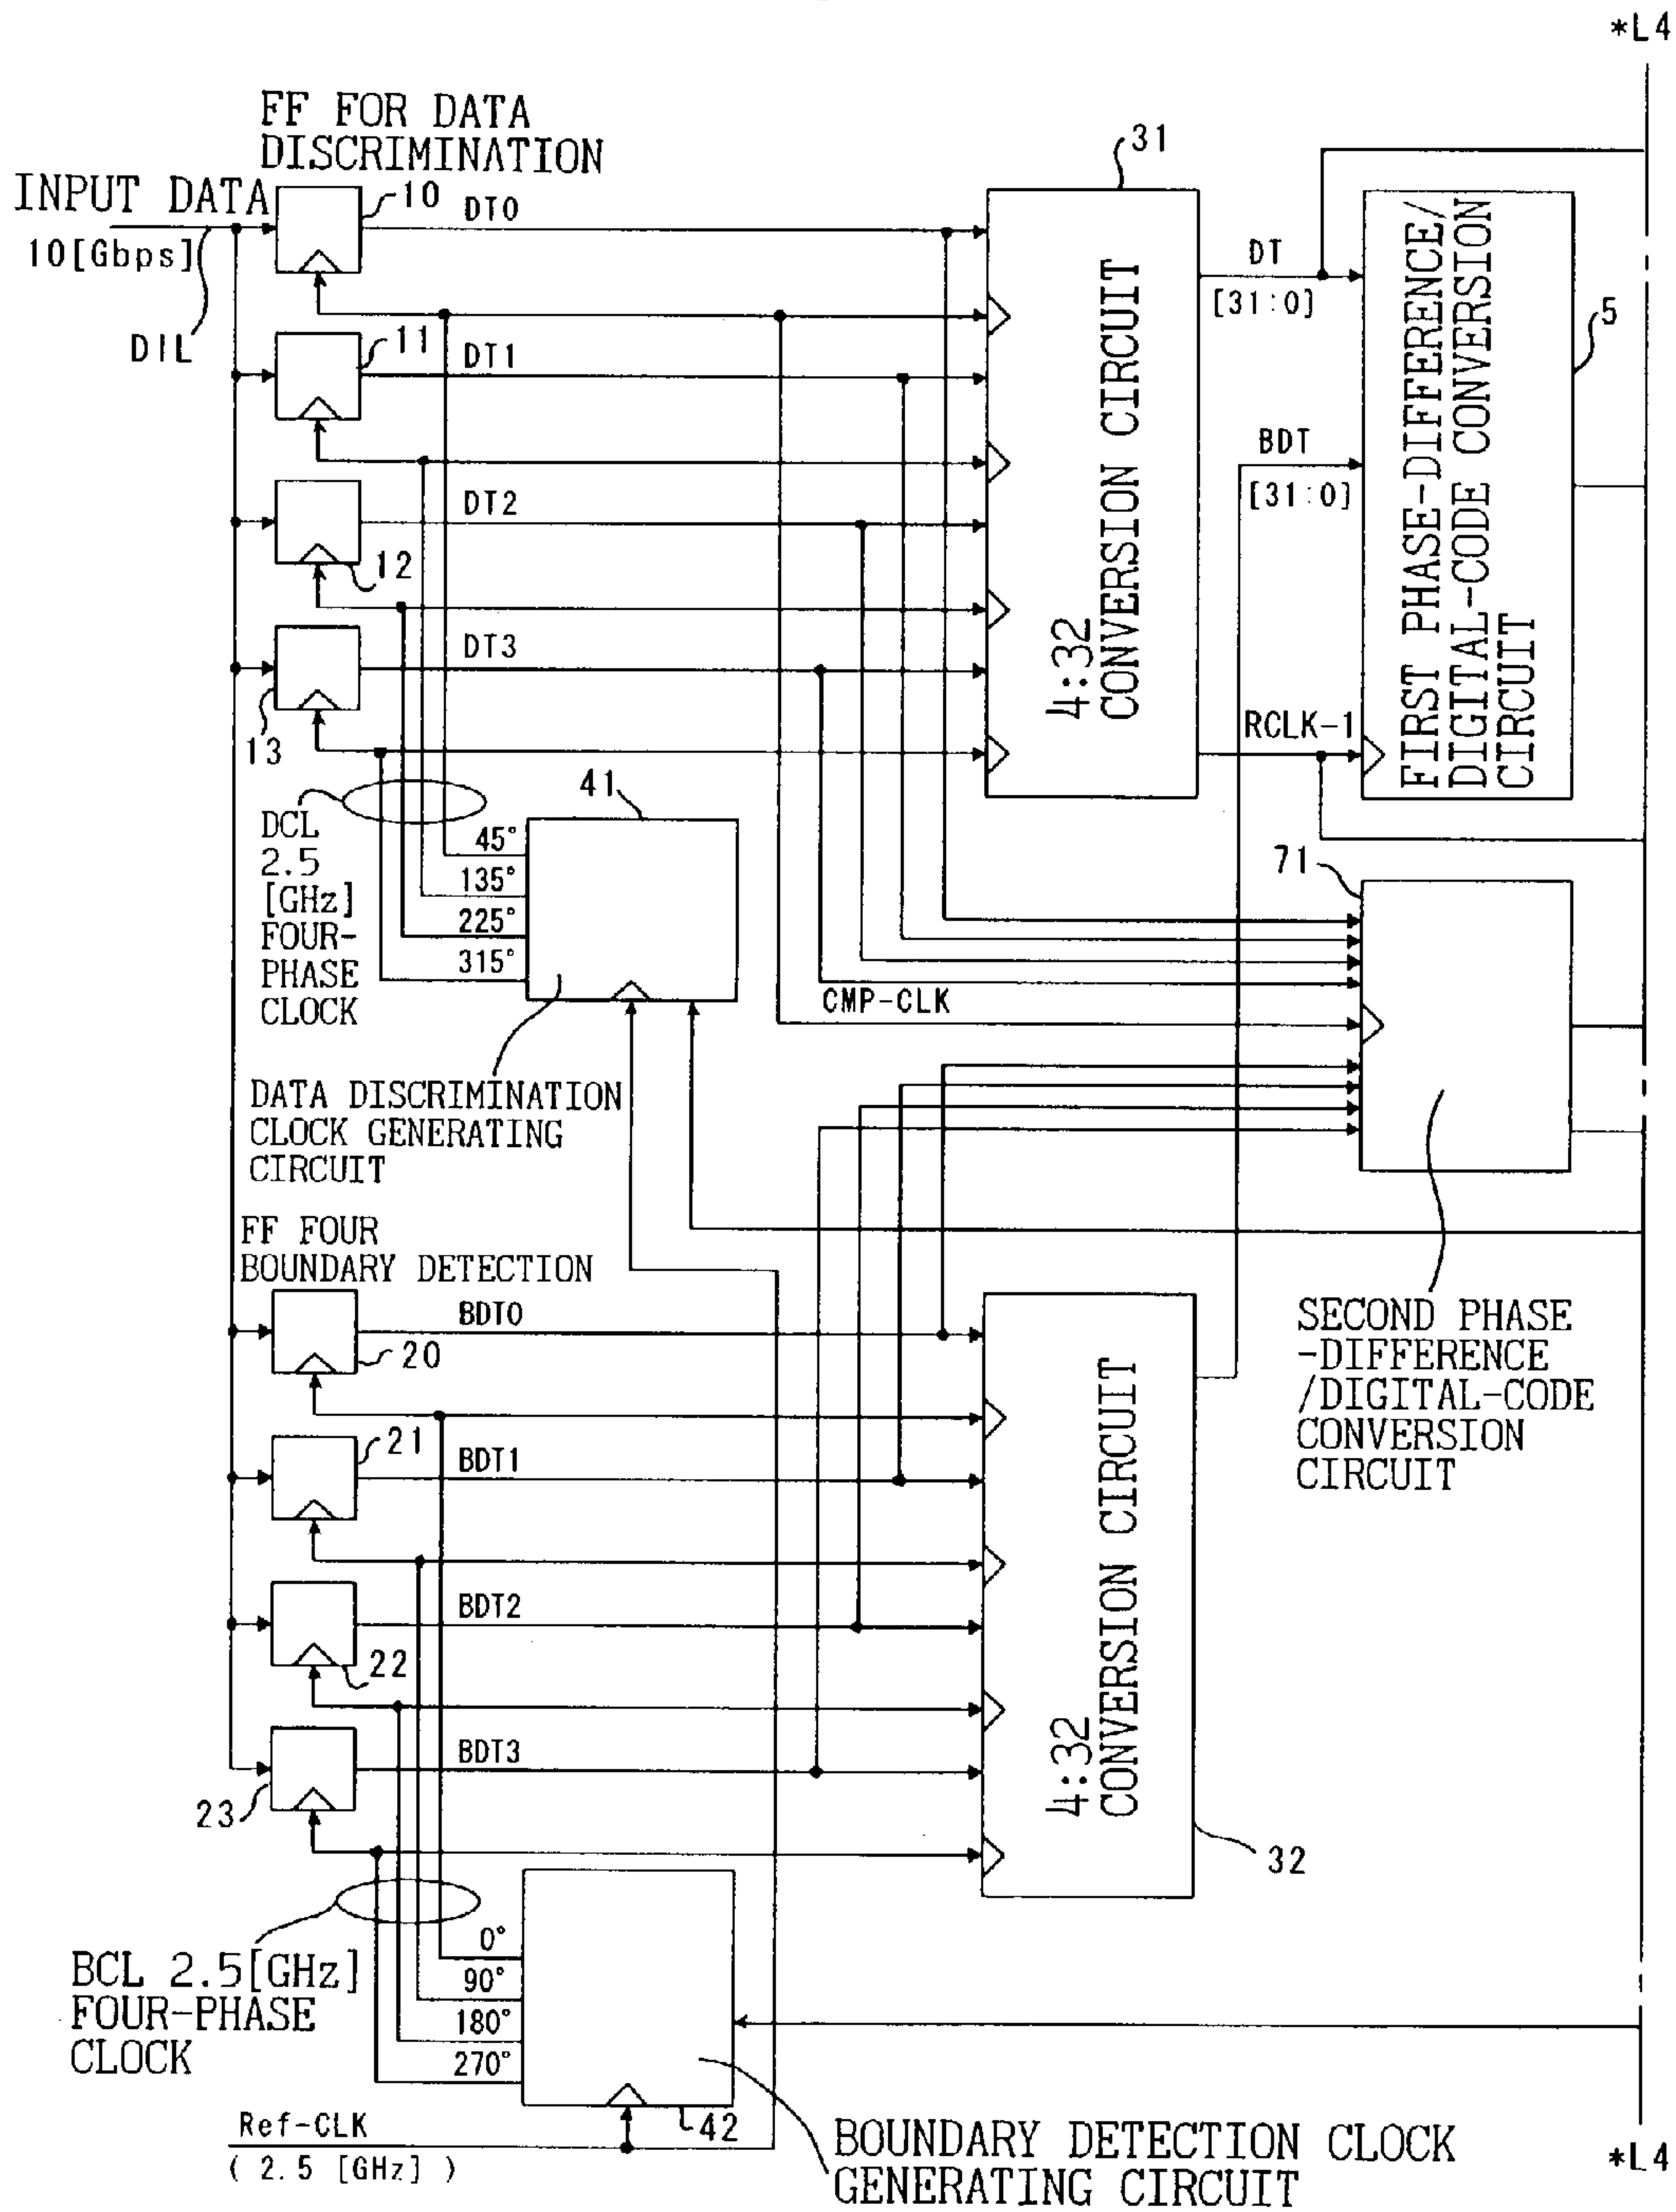 *L4
FF FOR DATA
DISCRIMINATION
31
INPUT DATA
10
DT0
10[Gbps]
DIL
11
DT1
DT2
12
DT3
13
4:32
CONVERSION CIRCUIT
DT
[31:0]
BDT
[31:0]
RCLK-1
5
FIRST PHASE-DIFFERENCE/
DIGITAL-CODE CONVERSION
CIRCUIT
DCL
2.5
[GHz]
FOUR-
PHASE
CLOCK
41
45°
135°
225°
315°
71
CMP-CLK
DATA DISCRIMINATION
CLOCK GENERATING
CIRCUIT
FF FOUR
BOUNDARY DETECTION
BDT0
20
21
BDT1
BDT2
22
BDT3
23
4:32
CONVERSION CIRCUIT
32
SECOND PHASE
-DIFFERENCE
/DIGITAL-CODE
CONVERSION
CIRCUIT
BCL 2.5[GHz]
FOUR-PHASE
CLOCK
0°
90°
180°
270°
42
Ref-CLK
( 2.5 [GHz] )
BOUNDARY DETECTION CLOCK
GENERATING CIRCUIT
*L4